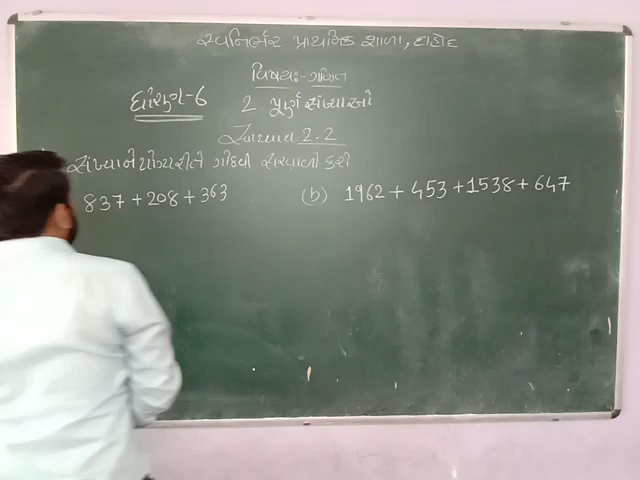 સ્વનિર્ભર પ્રાથમિક શાળા, દાહોદ
વિષય:- ગણિત
ધોરણ-6
2. પૂર્ણ સંખ્યાઓ
સ્વાધ્યાય 2.2
સંખ્યાને યોગ્ય રીતે ગોઠવી સરવાળો કરો
837 + 208 + 363
(b) 1962 + 453 + 1538 + 647